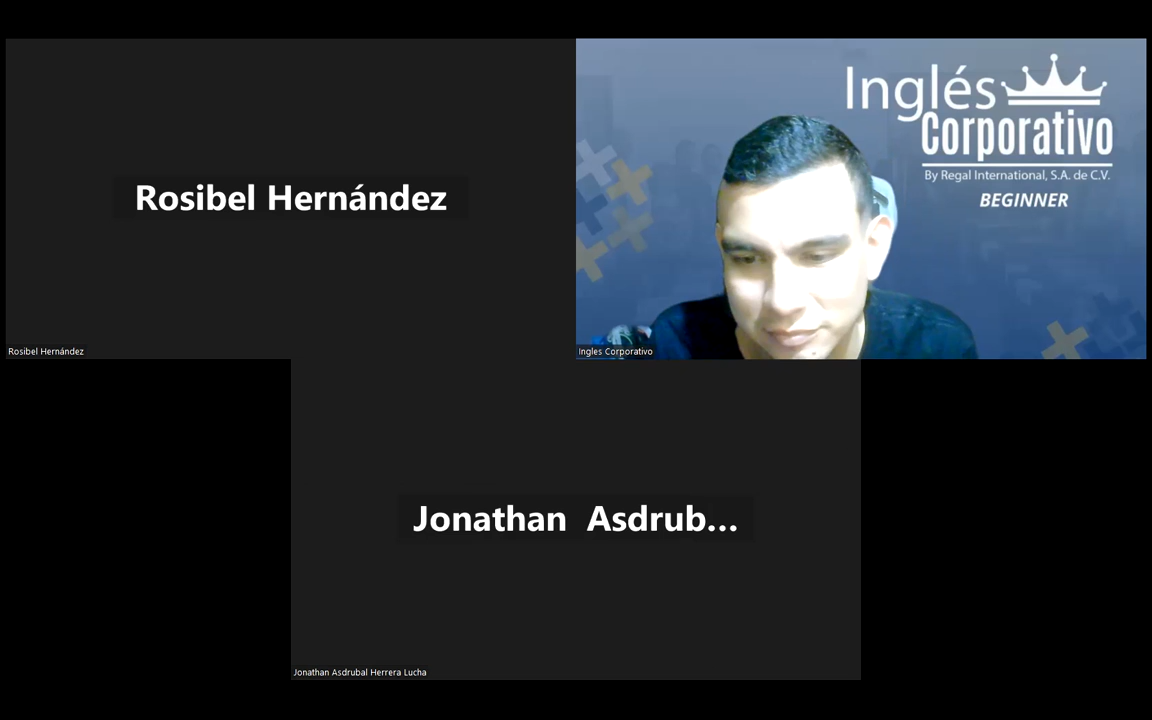 Rosibel Hernández
Rosibel Hernández
Inglés
Corporativo
By Regal International, S.A. de C.V.
BEGINNER
Ingles Corporativo
Jonathan Asdrub...
Jonathan Asdrubal Herrera Lucha